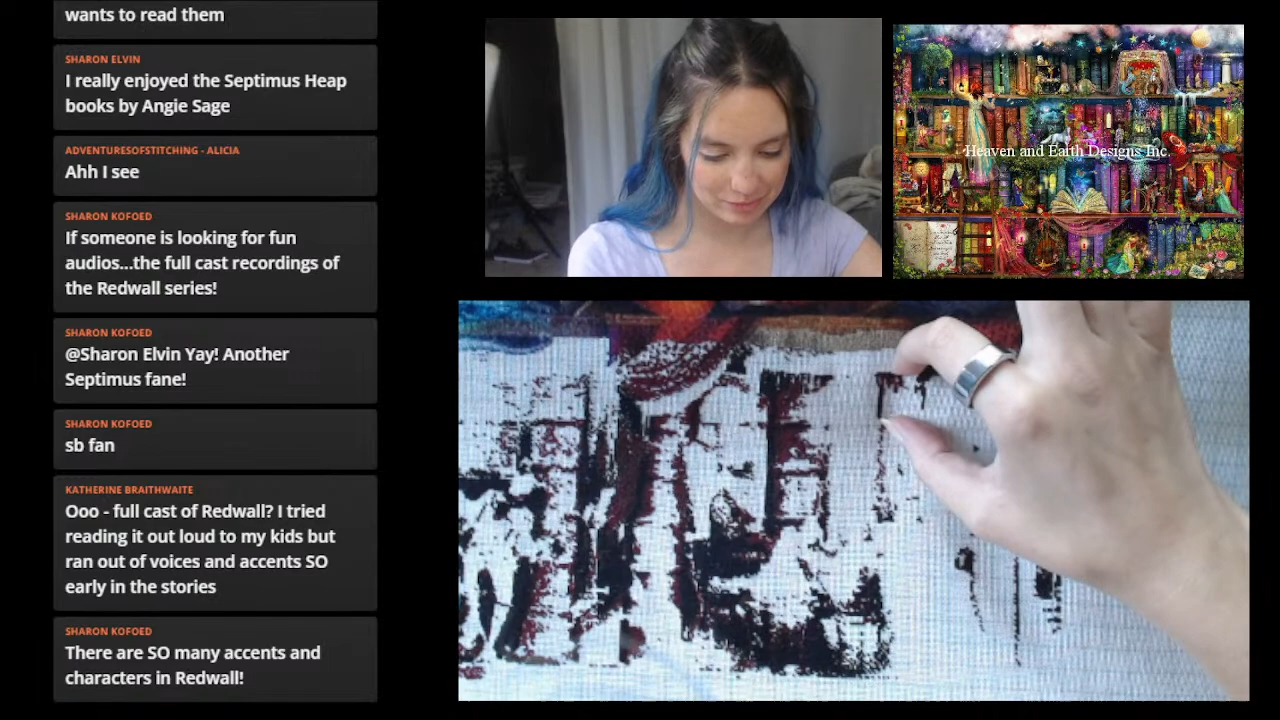 wants to read them
SHARON ELVIN
I really enjoyed the Septimus Heap
books by Angie Sage
ADVENTURESOFSTITCHING - ALICIA
Ahh I see
SHARON KOFOED
If someone is looking for fun
audios...the full cast recordings of
the Redwall series!
SHARON KOFOED
@Sharon Elvin Yay! Another
Septimus fane!
SHARON KOFOED
sb fan
KATHERINE BRAITHWAITE
Ooo - full cast of Redwall? I tried
reading it out loud to my kids but
ran out of voices and accents SO
early in the stories
SHARON KOFOED
There are SO many accents and
characters in Redwall!
Heaven and Earth Designs Inc.